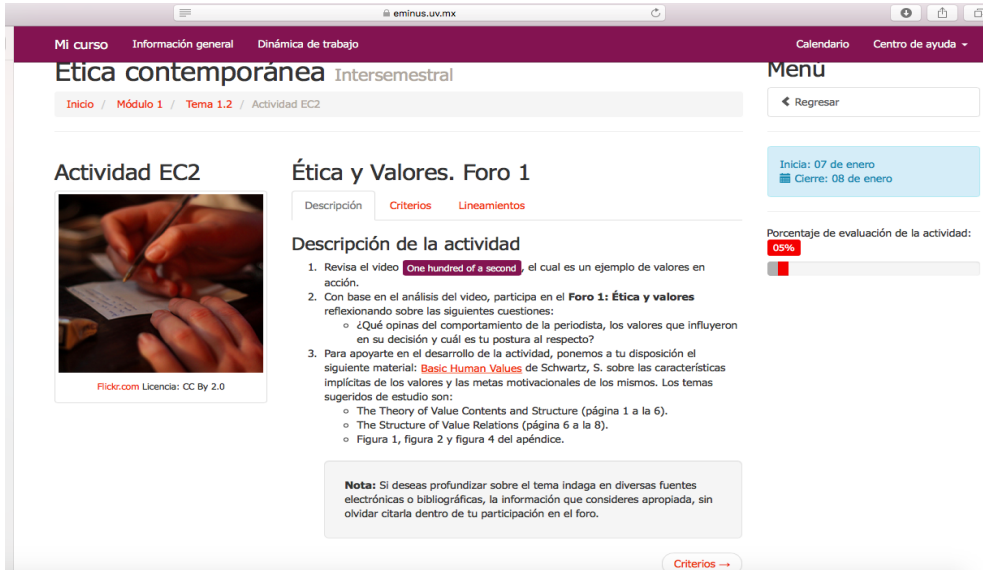 eminus.uv.mx
Mi curso Información general Dinámica de trabajo Calendario Centro de ayuda
Ética contemporánea Intersemestral
Inicio / Módulo 1 / Tema 1.2 / Actividad EC2
Actividad EC2
Flickr.com Licencia: CC By 2.0
Ética y Valores. Foro 1
Descripción Criterios Lineamientos
Descripción de la actividad
1. Revisa el video One hundred of a second, el cual es un ejemplo de valores en
acción.
2. Con base en el análisis del video, participa en el Foro 1: Ética y valores
reflexionando sobre las siguientes cuestiones:
¿Qué opinas del comportamiento de la periodista, los valores que influyeron
en su decisión y cuál es tu postura al respecto?
3. Para apoyarte en el desarrollo de la actividad, ponemos a tu disposición el
siguiente material: Basic Human Values de Schwartz, S. sobre las características
implícitas de los valores y las metas motivacionales de los mismos. Los temas
sugeridos de estudio son:
The Theory of Value Contents and Structure (página 1 a la 6).
The Structure of Value Relations (página 6 a la 8).
Figura 1, figura 2 y figura 4 del apéndice.
Nota: Si deseas profundizar sobre el tema indaga en diversas fuentes
electrónicas o bibliográficas, la información que consideres apropiada, sin
olvidar citarla dentro de tu participación en el foro.
Criterios →
Menú
Regresar
Inicia: 07 de enero
Cierre: 08 de enero
Porcentaje de evaluación de la actividad:
05%